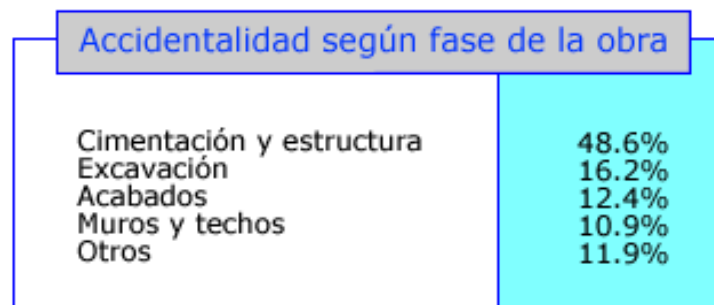 Accidentalidad según fase de la obra
Cimentación y estructura 48.6%
Excavación 16.2%
Acabados 12.4%
Muros y techos 10.9%
Otros 11.9%